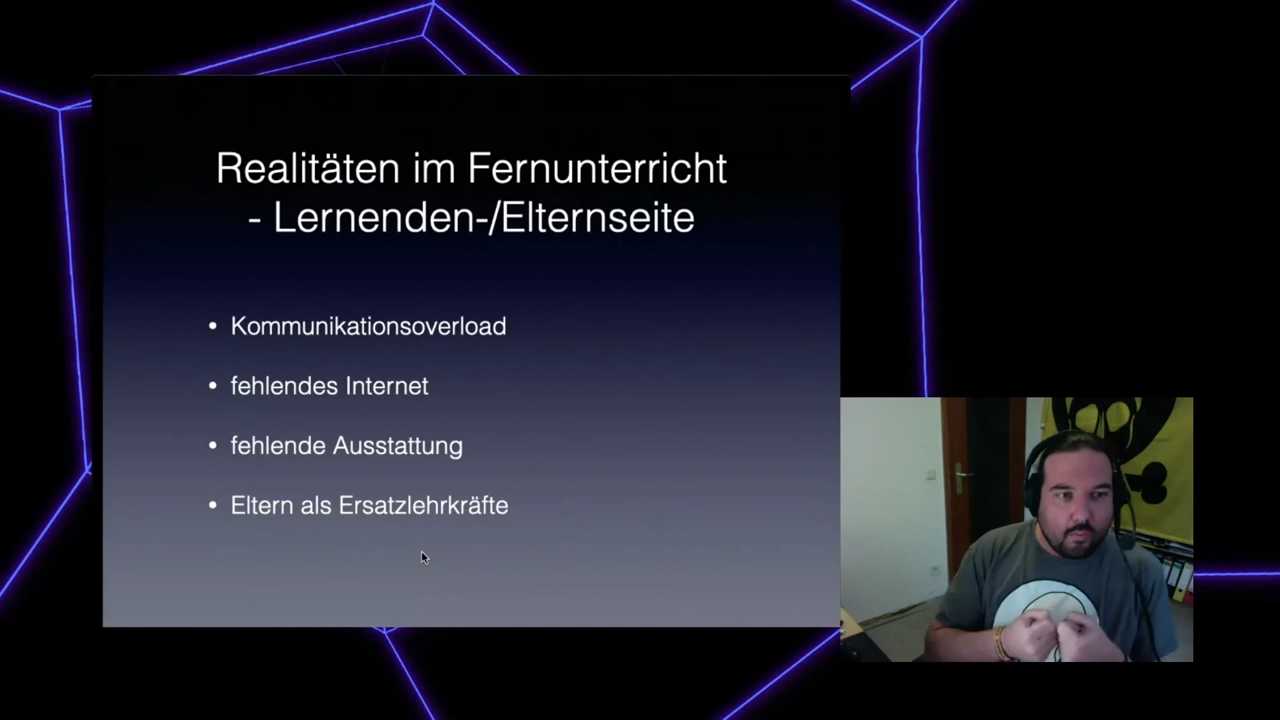 Realitäten im Fernunterricht
- Lernenden-/Elternseite
• Kommunikationsoverload
• fehlendes Internet
• fehlende Ausstattung
• Eltern als Ersatzlehrkräfte